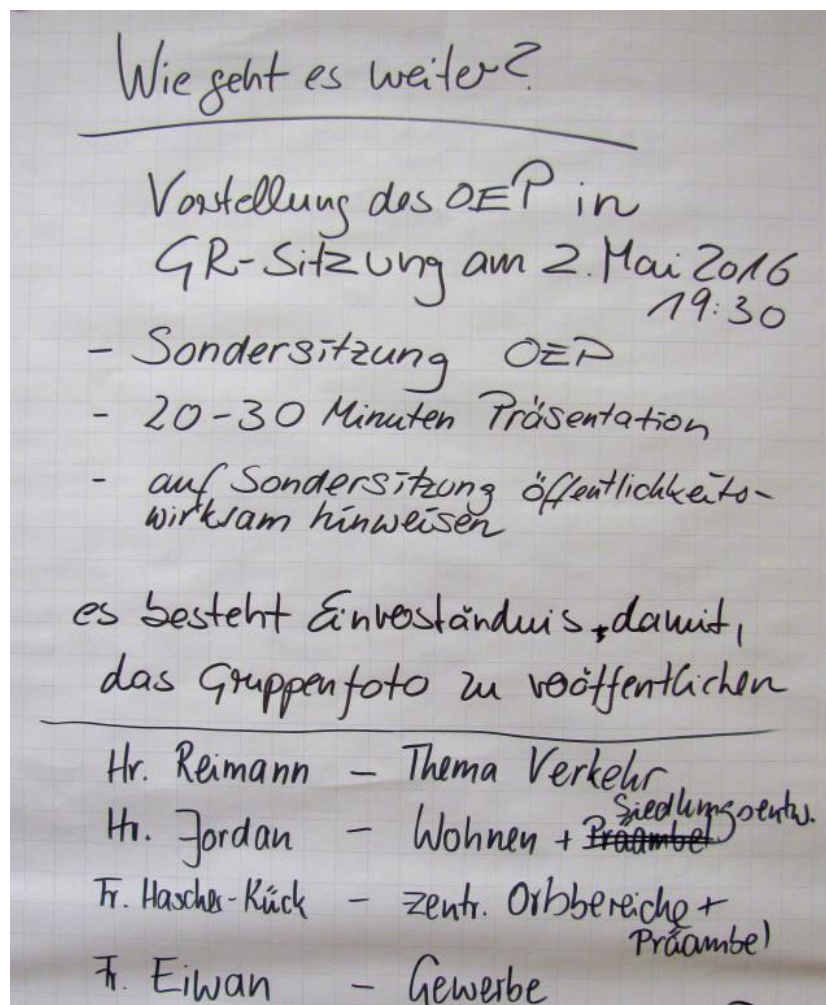 Wie geht es weiter?
Vorstellung des OEP in
GR-Sitzung am 2. Mai 2016
19:30
- Sondersitzung OEP
- 20-30 Minuten Präsentation
- auf Sondersitzung öffentlichkeits-
wirksam hinweisen
es besteht Einverständnis, damit,
das Gruppenfoto zu veröffentlichen
Hr. Reimann - Thema Verkehr
Siedlungsentw.
Hr. Jordan - Wohnen + Präambel
Fr. Hascher-Kück - zentr. Ortsbereiche +
Präambel
Fr. Eiwan - Gewerbe